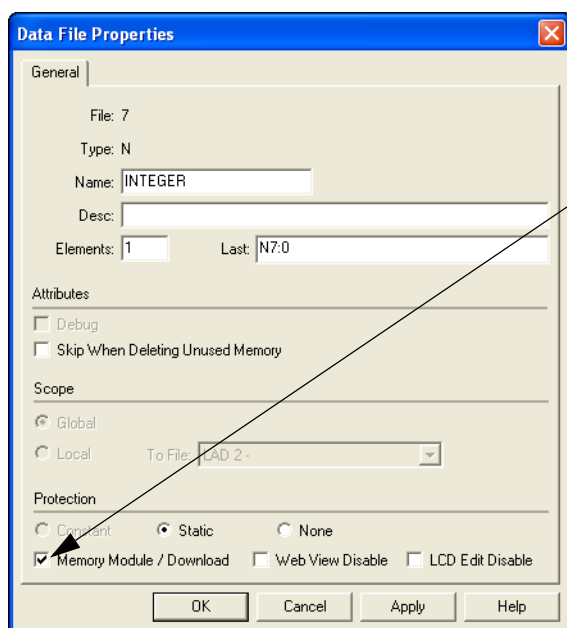 Data File Properties
General
File: 7
Type: N
Name: INTEGER
Desc:
Elements: 1 Last: N7:0
Attributes
Debug
Skip When Deleting Unused Memory
Scope
Global
Local To File: LAD 2 -
Protection
Constant Static None
Memory Module / Download Web View Disable LCD Edit Disable
OK Cancel Apply Help